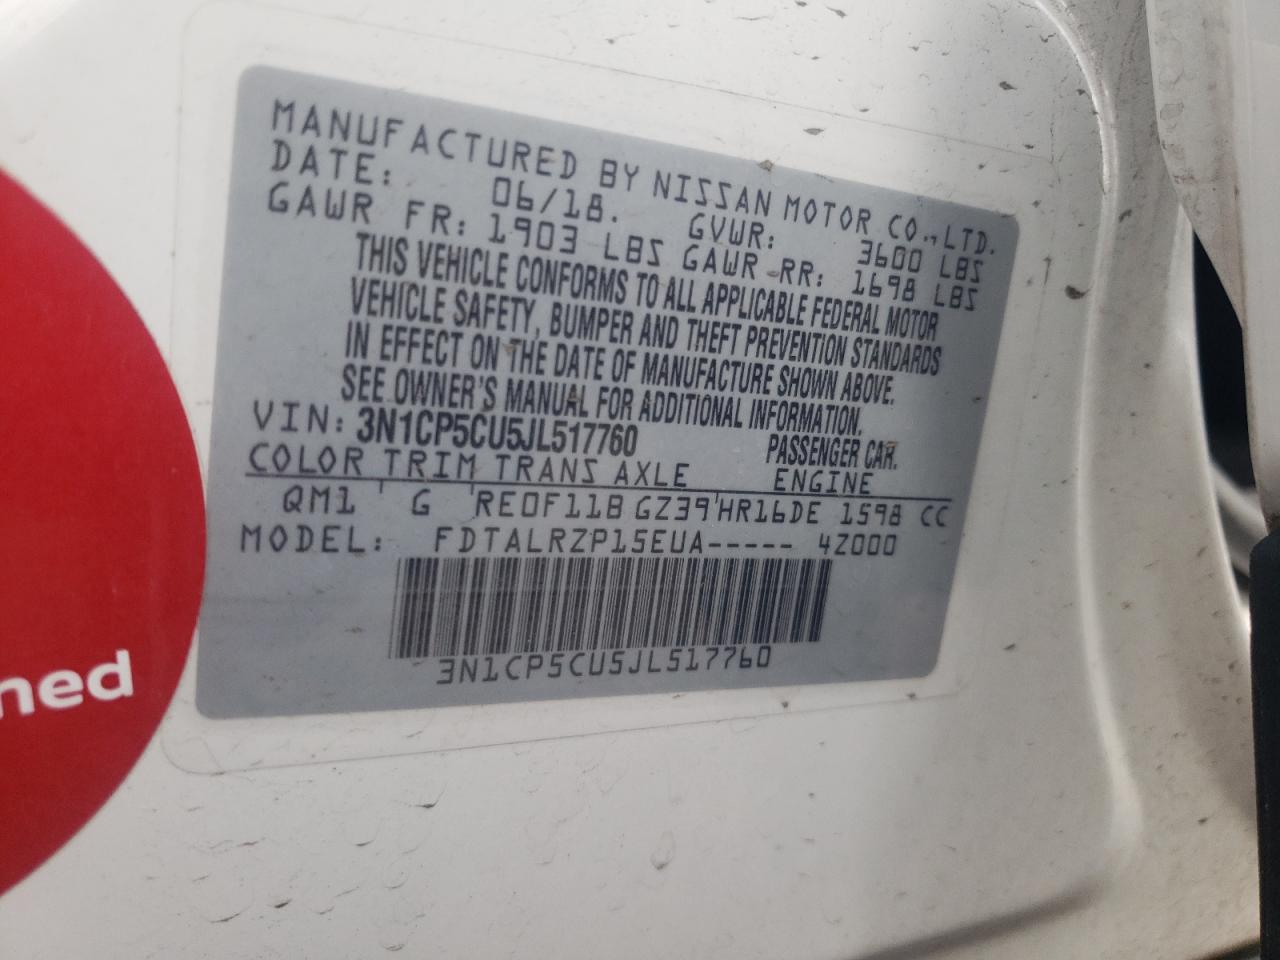 MANUFACTURED BY NISSAN MOTOR CO.,LTD.
DATE: 06/18. GVWR: 3600 LBS
GAWR FR: 1903 LBS GAWR RR: 1698 LBS
THIS VEHICLE CONFORMS TO ALL APPLICABLE FEDERAL MOTOR
VEHICLE SAFETY, BUMPER AND THEFT PREVENTION STANDARDS
IN EFFECT ON THE DATE OF MANUFACTURE SHOWN ABOVE.
SEE OWNER'S MANUAL FOR ADDITIONAL INFORMATION.
VIN: 3N1CP5CU5JL517760 PASSENGER CAR.
COLOR TRIM TRANS AXLE ENGINE
QM1 G RE0F11B GZ39 HR16DE 1598 CC
MODEL: FDTALRZP15EUA----- 4Z000
3N1CP5CU5JL517760
ned